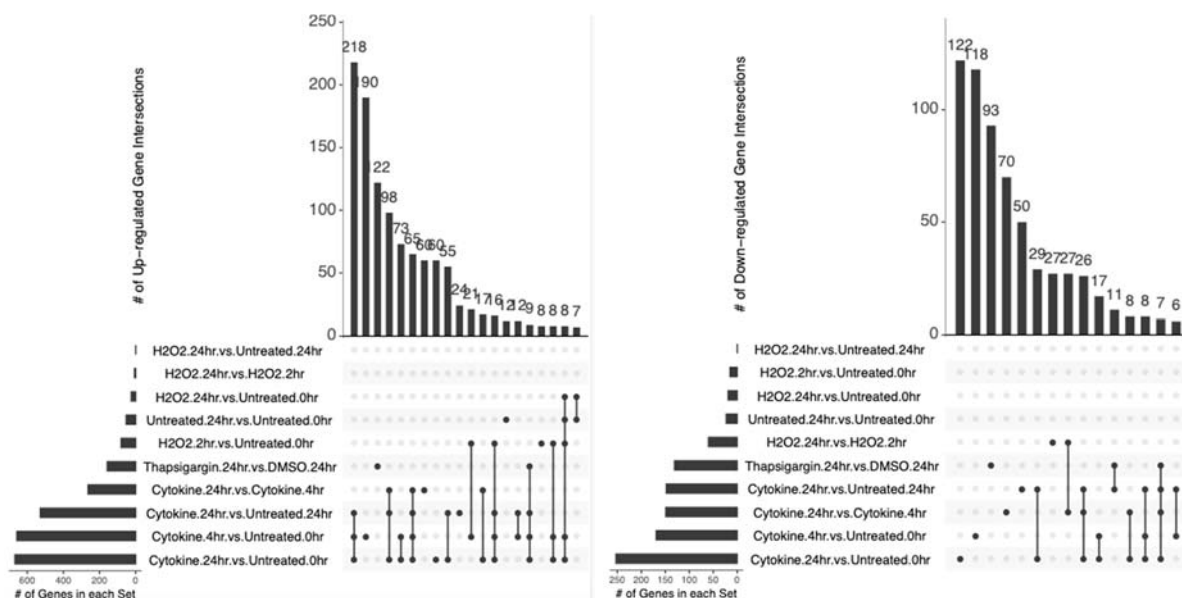 # of Up-regulated Gene Intersections
250
200
150
100
50
0
218
190
122
98
73
65
60
60
55
24
21
17
16
12
12
9
8
8
8
7
H2O2.24hr.vs.Untreated.24hr
H2O2.24hr.vs.H2O2.2hr
H2O2.24hr.vs.Untreated.0hr
Untreated.24hr.vs.Untreated.0hr
H2O2.2hr.vs.Untreated.0hr
Thapsigargin.24hr.vs.DMSO.24hr
Cytokine.24hr.vs.Cytokine.4hr
Cytokine.24hr.vs.Untreated.24hr
Cytokine.4hr.vs.Untreated.0hr
Cytokine.24hr.vs.Untreated.0hr
600 400 200 0
# of Genes in each Set
# of Down-regulated Gene Intersections
100
50
0
122
118
93
70
50
29
27
27
26
17
11
8
8
7
6
H2O2.24hr.vs.Untreated.24hr
H2O2.2hr.vs.Untreated.0hr
H2O2.24hr.vs.Untreated.0hr
Untreated.24hr.vs.Untreated.0hr
H2O2.24hr.vs.H2O2.2hr
Thapsigargin.24hr.vs.DMSO.24hr
Cytokine.24hr.vs.Untreated.24hr
Cytokine.24hr.vs.Cytokine.4hr
Cytokine.4hr.vs.Untreated.0hr
Cytokine.24hr.vs.Untreated.0hr
250 200 150 100 50 0
# of Genes in each Set